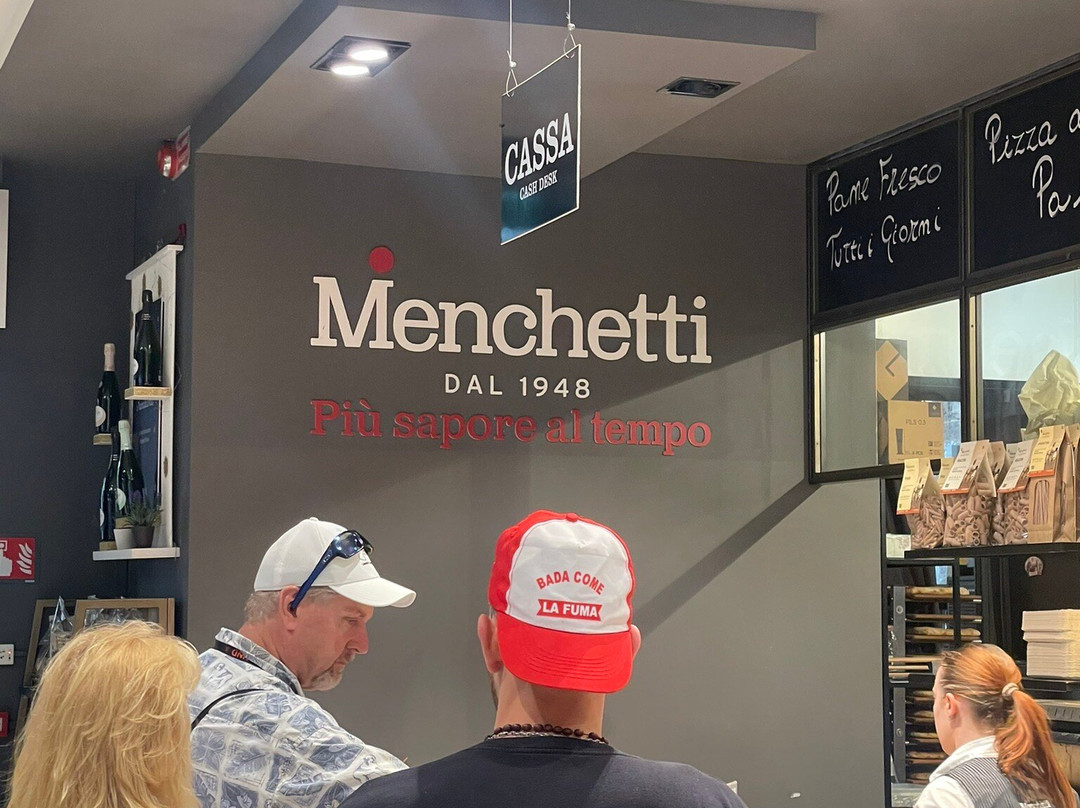 CASSA
CASH DESK
Menchetti
DAL 1948
Più sapore al tempo
Pane Fresco
Tutti i Giorni
Pizza a
Pa
BADA COME
LA FUMA